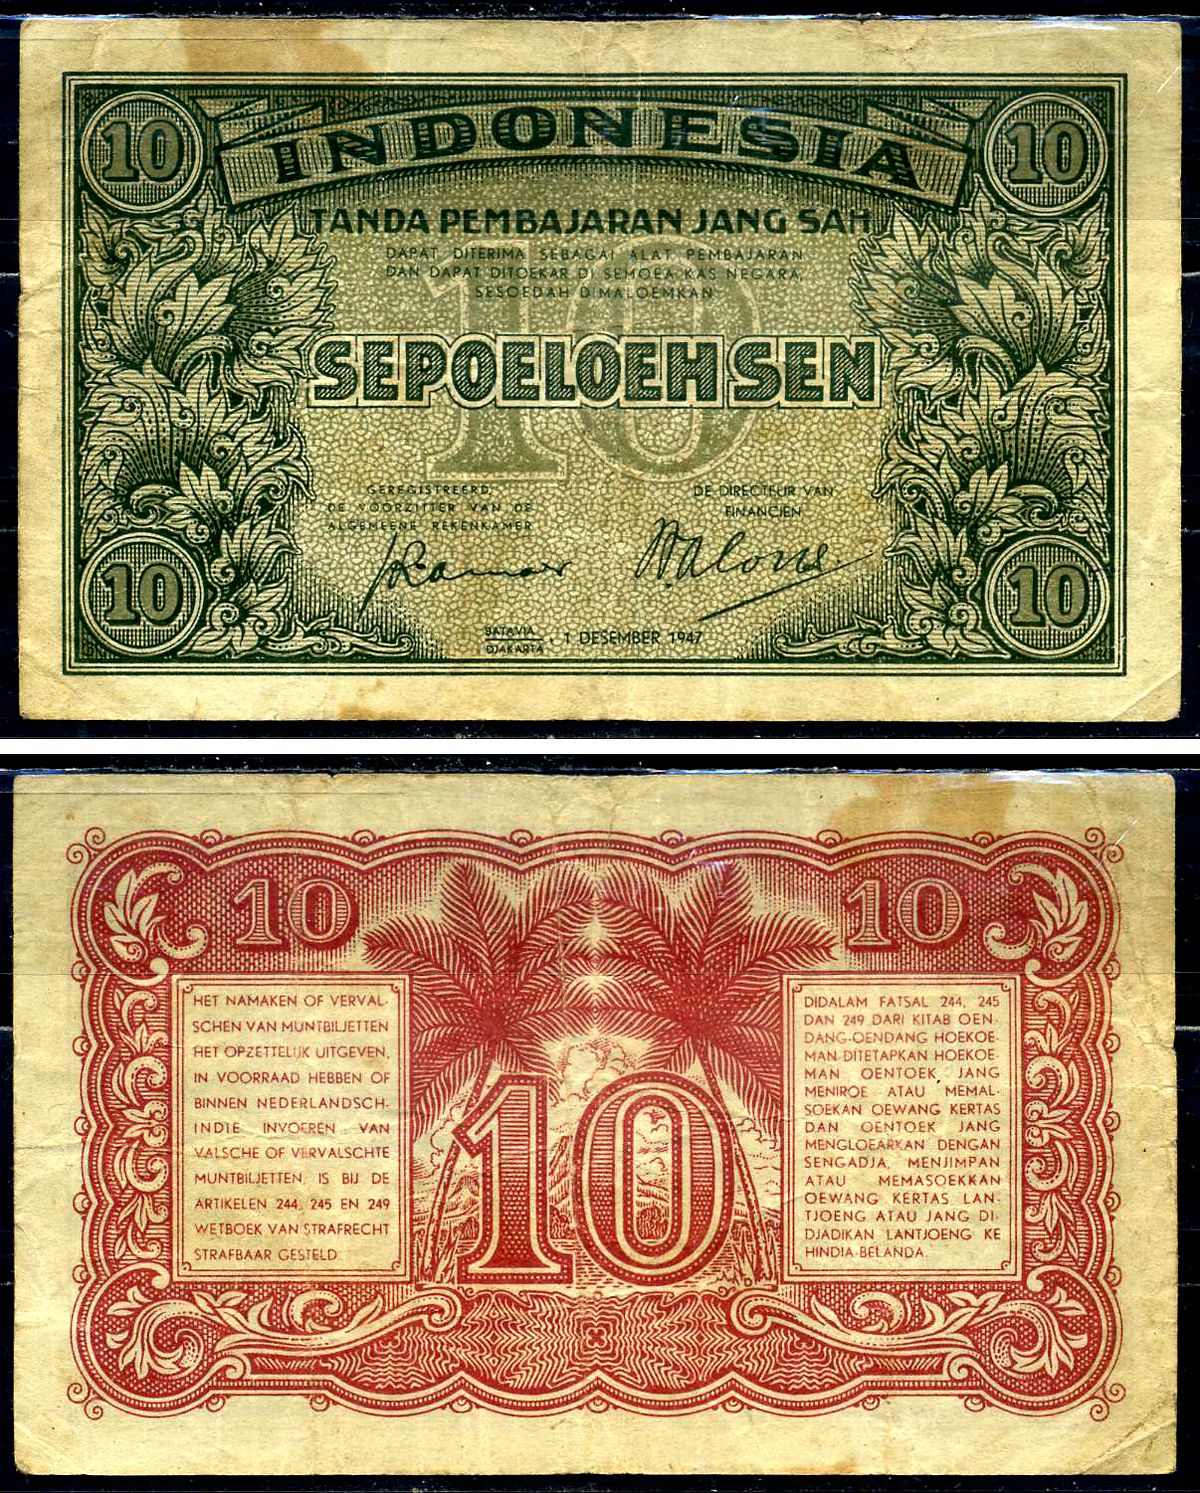 10
INDONESIA
10
TANDA PEMBAJARAN JANG SAH
DAPAT DITERIMA SEBAGAI ALAT PEMBAJARAN
DAN DAPAT DITOEKAR DI SEMOEA KAS NEGARA,
SESOEDAH DIMALOEMKAN
10
SEPOELOEH SEN
GEREGISTREERD,
DE VOORZITTER VAN DE
ALGEMEENE REKENKAMER
DE DIRECTEUR VAN
FINANCIËN
10
10
BATAVIA
DJAKARTA
, 1 DESEMBER 1947
10
10
HET NAMAKEN OF VERVAL-
SCHEN VAN MUNTBILJETTEN
HET OPZETTELIJK UITGEVEN,
IN VOORRAAD HEBBEN OF
BINNEN NEDERLANDSCH-
INDIE INVOEREN VAN
VALSCHE OF VERVALSCHTE
MUNTBILJETTEN, IS BIJ DE
ARTIKELEN 244, 245 EN 249
WETBOEK VAN STRAFRECHT
STRAFBAAR GESTELD
10
DIDALAM FATSAL 244, 245
DAN 249 DARI KITAB OEN-
DANG-OENDANG HOEKOE-
MAN DITETAPKAN HOEKOE-
MAN OENTOEK JANG
MENIROE ATAU MEMAL-
SOEKAN OEWANG KERTAS
DAN OENTOEK JANG
MENGLOEARKAN DENGAN
SENGADJA, MENJIMPAN
ATAU MEMASOEKKAN
OEWANG KERTAS LAN-
TJOENG ATAU JANG DI-
DJADIKAN LANTJOENG KE
HINDIA-BELANDA.